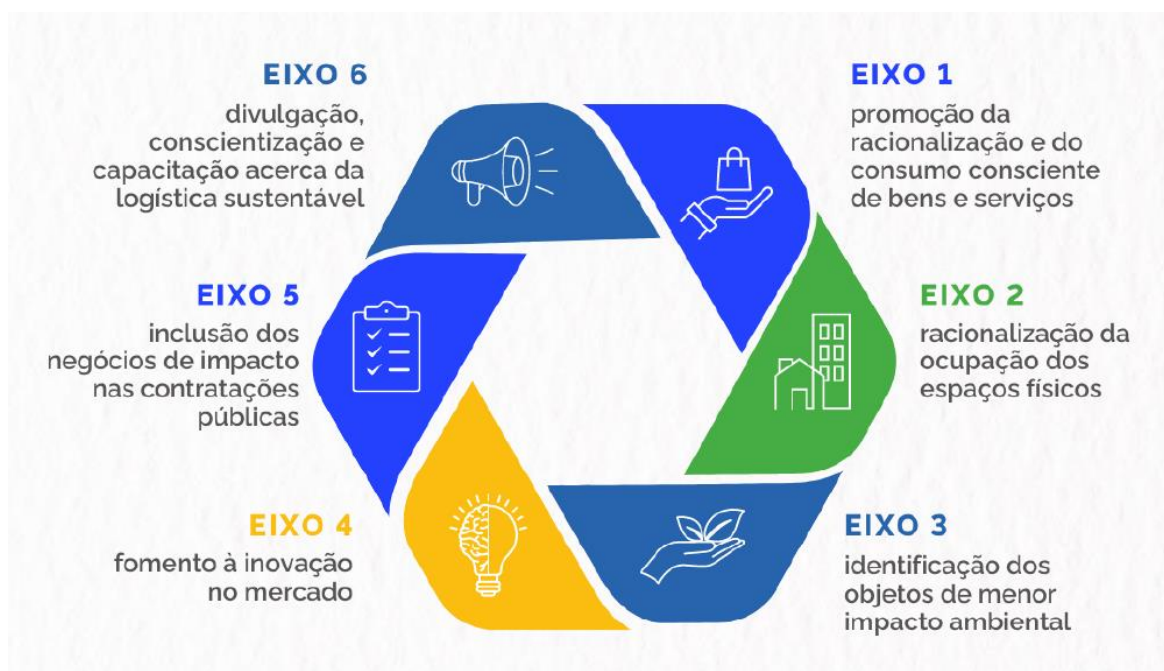 EIXO 1
promoção da
racionalização e do
consumo consciente
de bens e serviços
EIXO 2
racionalização da
ocupação dos
espaços físicos
EIXO 3
identificação dos
objetos de menor
impacto ambiental
EIXO 4
fomento à inovação
no mercado
EIXO 5
inclusão dos
negócios de impacto
nas contratações
públicas
EIXO 6
divulgação,
conscientização e
capacitação acerca da
logística sustentável